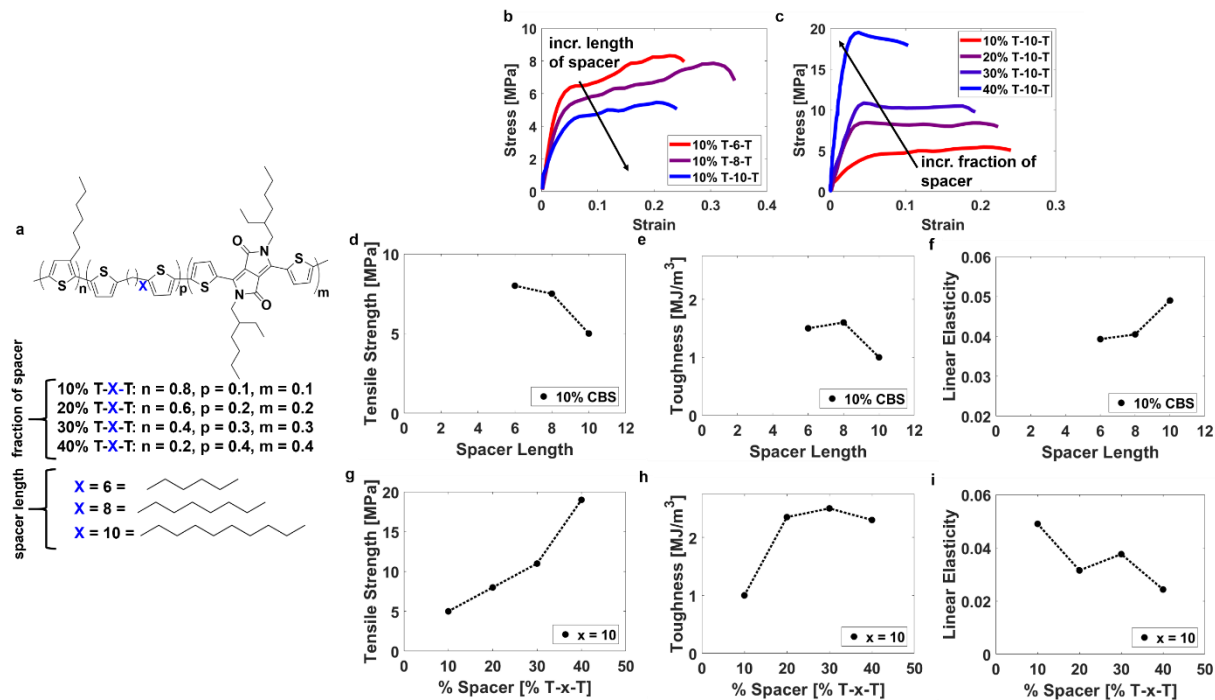 a
S
S
S
S
S
N
N
O
O
n
X
p
m
fraction of spacer
10% T-X-T: n = 0.8, p = 0.1, m = 0.1
20% T-X-T: n = 0.6, p = 0.2, m = 0.2
30% T-X-T: n = 0.4, p = 0.3, m = 0.3
40% T-X-T: n = 0.2, p = 0.4, m = 0.4
spacer length
X = 6 =
X = 8 =
X = 10 =
b
Stress [MPa]
10
8
6
4
2
0
incr. length
of spacer
10% T-6-T
10% T-8-T
10% T-10-T
0 0.1 0.2 0.3 0.4
Strain
c
Stress [MPa]
20
15
10
5
0
10% T-10-T
20% T-10-T
30% T-10-T
40% T-10-T
incr. fraction of
spacer
0 0.1 0.2 0.3
Strain
d
Tensile Strength [MPa]
10
5
0
10% CBS
0 2 4 6 8 10 12
Spacer Length
e
Toughness [MJ/m³]
2
1
0
10% CBS
0 2 4 6 8 10 12
Spacer Length
f
Linear Elasticity
0.06
0.05
0.04
0.03
0.02
10% CBS
0 2 4 6 8 10 12
Spacer Length
g
Tensile Strength [MPa]
20
15
10
5
0
x = 10
0 10 20 30 40 50
% Spacer [% T-x-T]
h
Toughness [MJ/m³]
2
1
0
x = 10
0 10 20 30 40 50
% Spacer [% T-x-T]
i
Linear Elasticity
0.06
0.04
0.02
0
x = 10
0 10 20 30 40 50
% Spacer [% T-x-T]